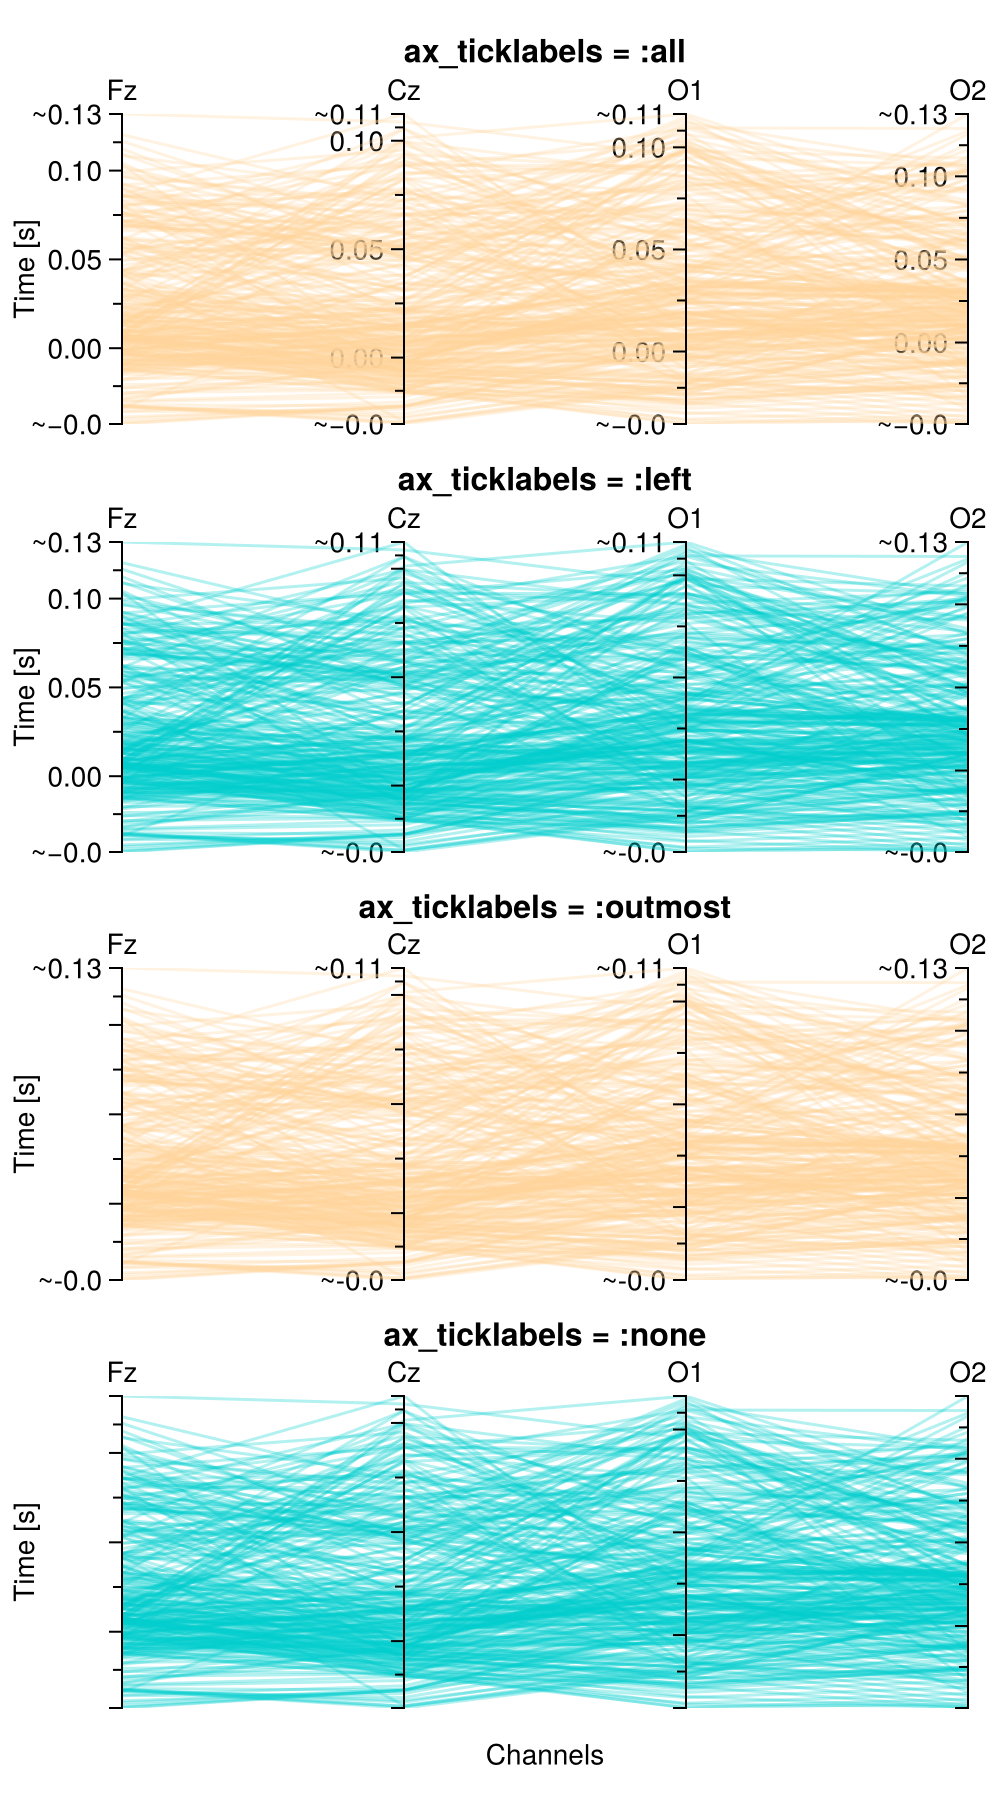 ax_ticklabels = :all
Fz Cz O1 O2
~0.13 ~0.11 ~0.11 ~0.13
0.10 0.10 0.10 0.10
0.05 0.05 0.05 0.05
0.00 0.00 0.00 0.00
~−0.0 ~−0.0 ~−0.0 ~−0.0
Time [s]
ax_ticklabels = :left
Fz Cz O1 O2
~0.13 ~0.11 ~0.11 ~0.13
0.10
0.05
0.00
~−0.0 ~-0.0 ~-0.0 ~-0.0
Time [s]
ax_ticklabels = :outmost
Fz Cz O1 O2
~0.13 ~0.11 ~0.11 ~0.13
~-0.0 ~-0.0 ~-0.0 ~-0.0
Time [s]
ax_ticklabels = :none
Fz Cz O1 O2
Time [s]
Channels